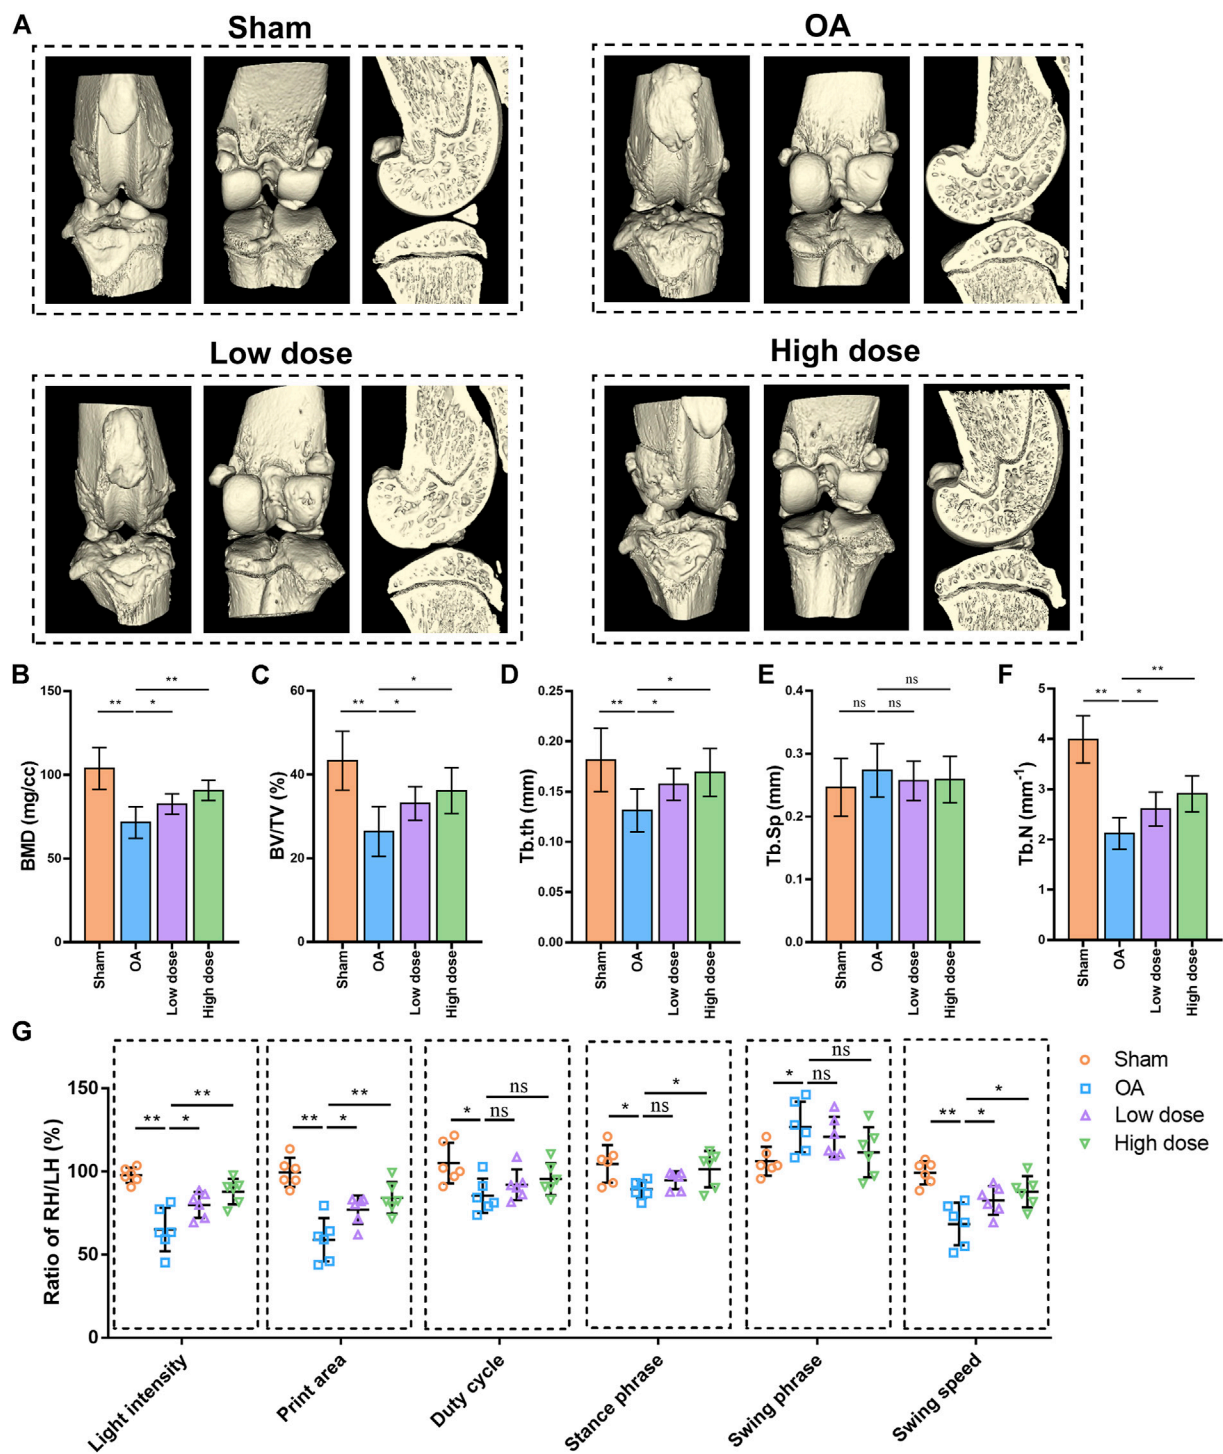 A
Sham
OA
Low dose
High dose
B
BMD (mg/cc)
150
100
50
0
**
**
*
Sham
OA
Low dose
High dose
C
BV/TV (%)
60
40
20
0
*
**
*
Sham
OA
Low dose
High dose
D
Tb.th (mm)
0.25
0.20
0.15
0.10
0.05
0.00
*
**
*
Sham
OA
Low dose
High dose
E
Tb.Sp (mm)
0.4
0.3
0.2
0.1
0.0
ns
ns
ns
Sham
OA
Low dose
High dose
F
Tb.N (mm⁻¹)
5
4
3
2
1
0
**
**
*
Sham
OA
Low dose
High dose
G
Ratio of RH/LH (%)
150
100
50
0
**
**
*
**
**
*
ns
*
ns
*
*
ns
ns
*
ns
*
**
*
Light intensity
Print area
Duty cycle
Stance phrase
Swing phrase
Swing speed
Sham
OA
Low dose
High dose